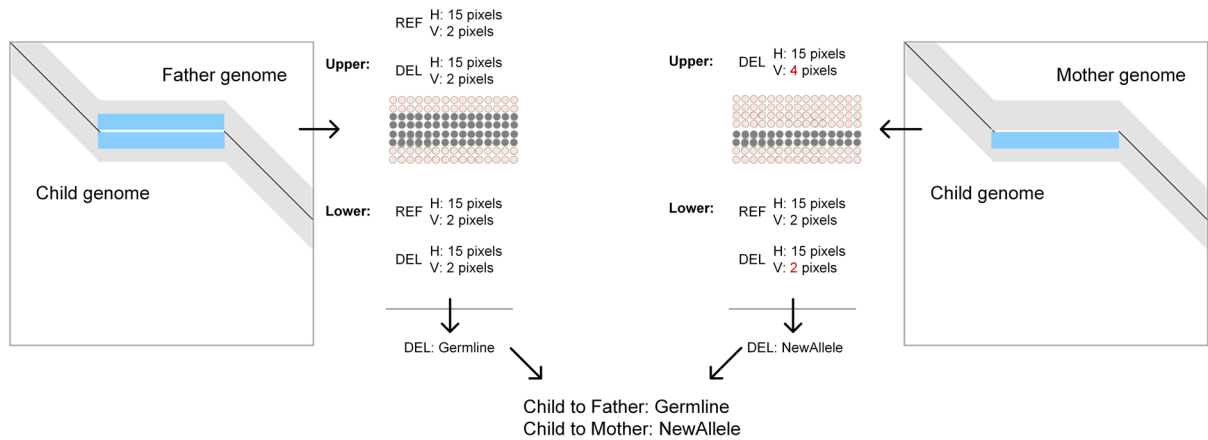 Father genome
Child genome
REF H: 15 pixels
V: 2 pixels
Upper:
DEL H: 15 pixels
V: 2 pixels
Lower:
REF H: 15 pixels
V: 2 pixels
DEL H: 15 pixels
V: 2 pixels
DEL: Germline
Upper:
DEL H: 15 pixels
V: 4 pixels
Lower:
REF H: 15 pixels
V: 2 pixels
DEL H: 15 pixels
V: 2 pixels
DEL: NewAllele
Mother genome
Child genome
Child to Father: Germline
Child to Mother: NewAllele